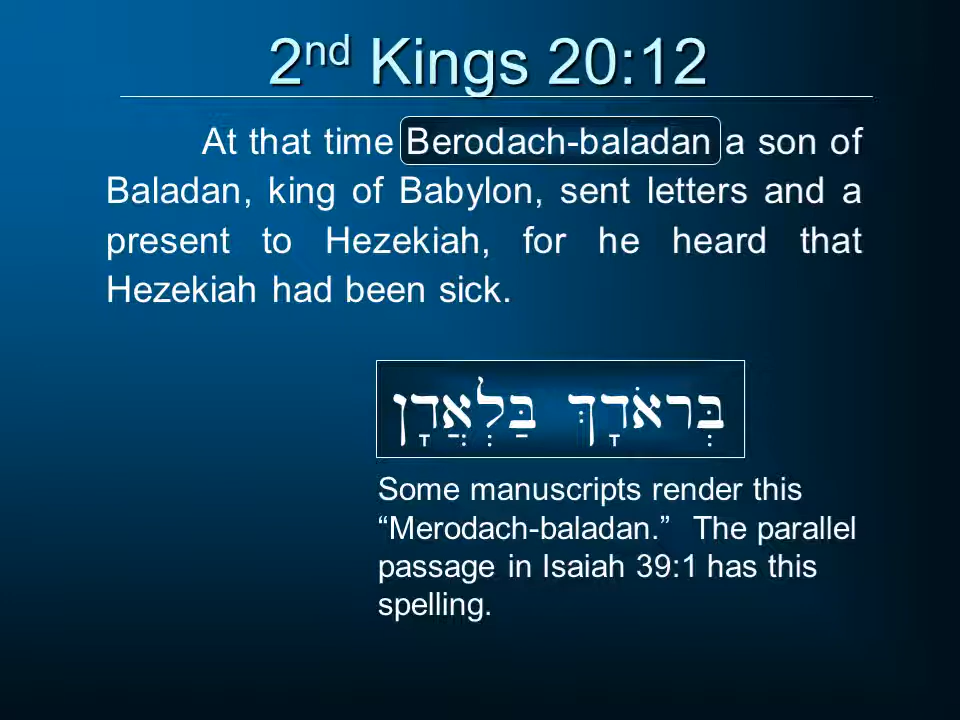 2nd Kings 20:12
At that time Berodach-baladan a son of
Baladan, king of Babylon, sent letters and a
present to Hezekiah, for he heard that
Hezekiah had been sick.
בְּרֹאדָךְ בַּלְאֲדָן
Some manuscripts render this
“Merodach-baladan.” The parallel
passage in Isaiah 39:1 has this
spelling.